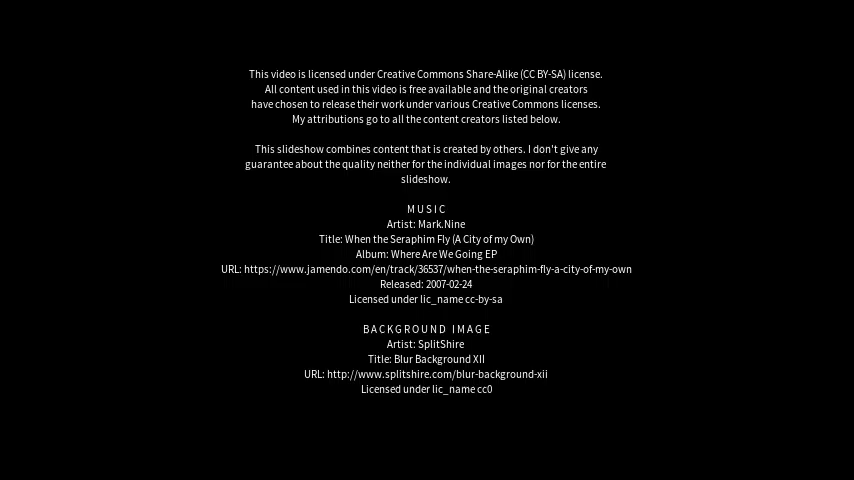 This video is licensed under Creative Commons Share-Alike (CC BY-SA) license.
All content used in this video is free available and the original creators
have chosen to release their work under various Creative Commons licenses.
My attributions go to all the content creators listed below.
This slideshow combines content that is created by others. I don't give any
guarantee about the quality neither for the individual images nor for the entire
slideshow.
MUSIC
Artist: Mark.Nine
Title: When the Seraphim Fly (A City of my Own)
Album: Where Are We Going EP
URL: https://www.jamendo.com/en/track/36537/when-the-seraphim-fly-a-city-of-my-own
Released: 2007-02-24
Licensed under lic_name cc-by-sa
BACKGROUND IMAGE
Artist: SplitShire
Title: Blur Background XII
URL: http://www.splitshire.com/blur-background-xii
Licensed under lic_name cc0